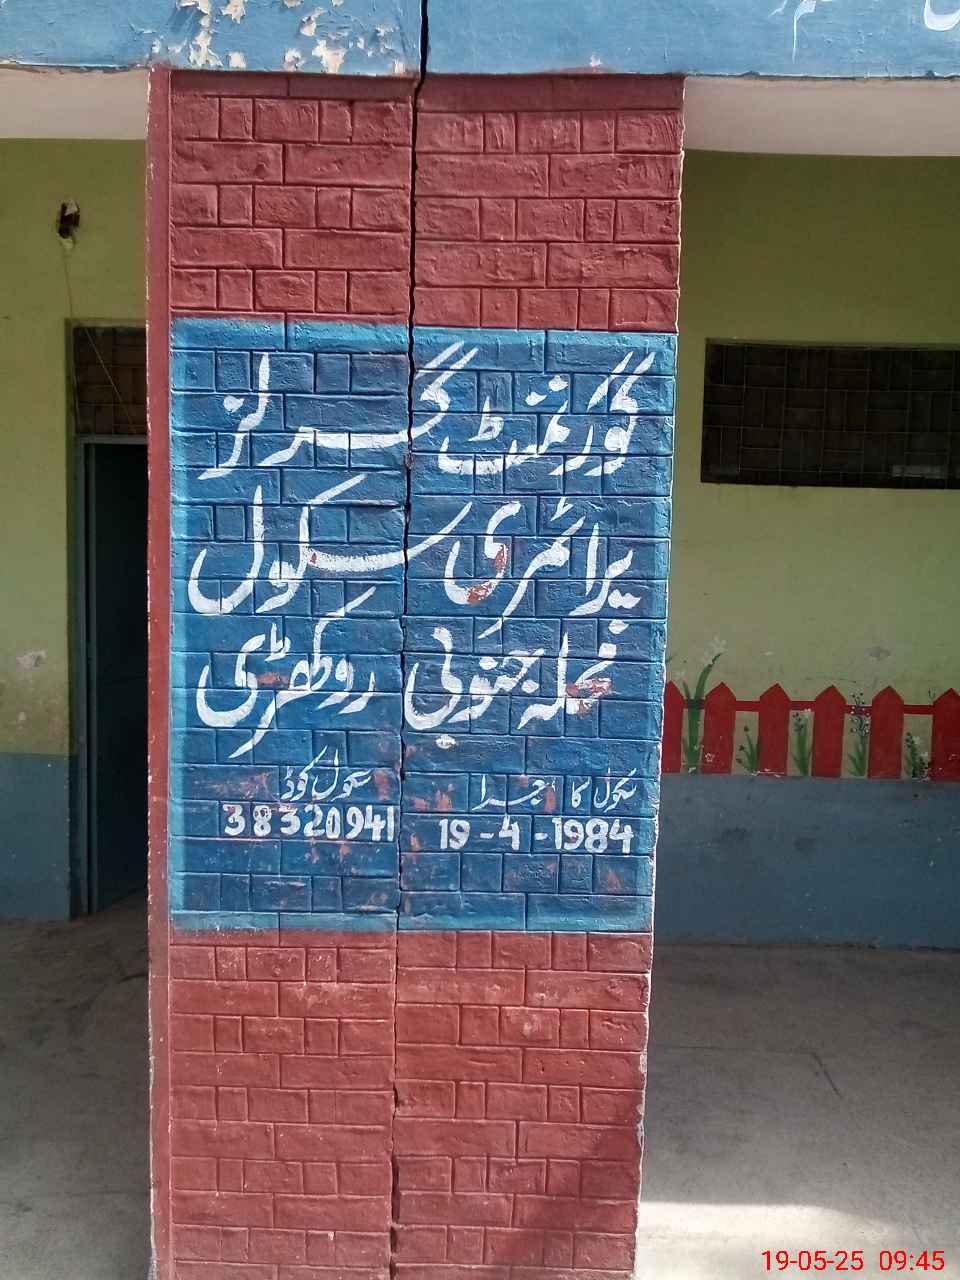 گورنمنٹ گرلز
پرائمری سکول
محلہ جنوبی روکھڑی
سکول کا اجرا سکول کوڈ
19-4-1984 38320941
19-05-25 09:45